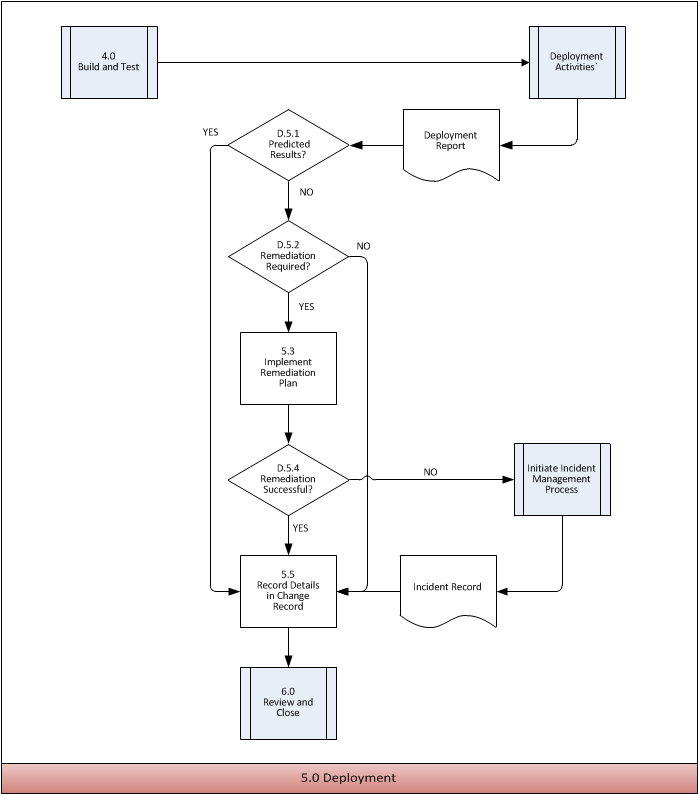 4.0
Build and Test
Deployment
Activities`
YES
D.5.1
Predicted
Results?
Deployment
Report
NO
D.5.2
Remediation
Required?
NO
YES
5.3
Implement
Remediation
Plan
D.5.4
Remediation
Successful?
NO
Initiate Incident
Management
Process
YES
5.5
Record Details
in Change
Record
Incident Record
6.0
Review and
Close
5.0 Deployment